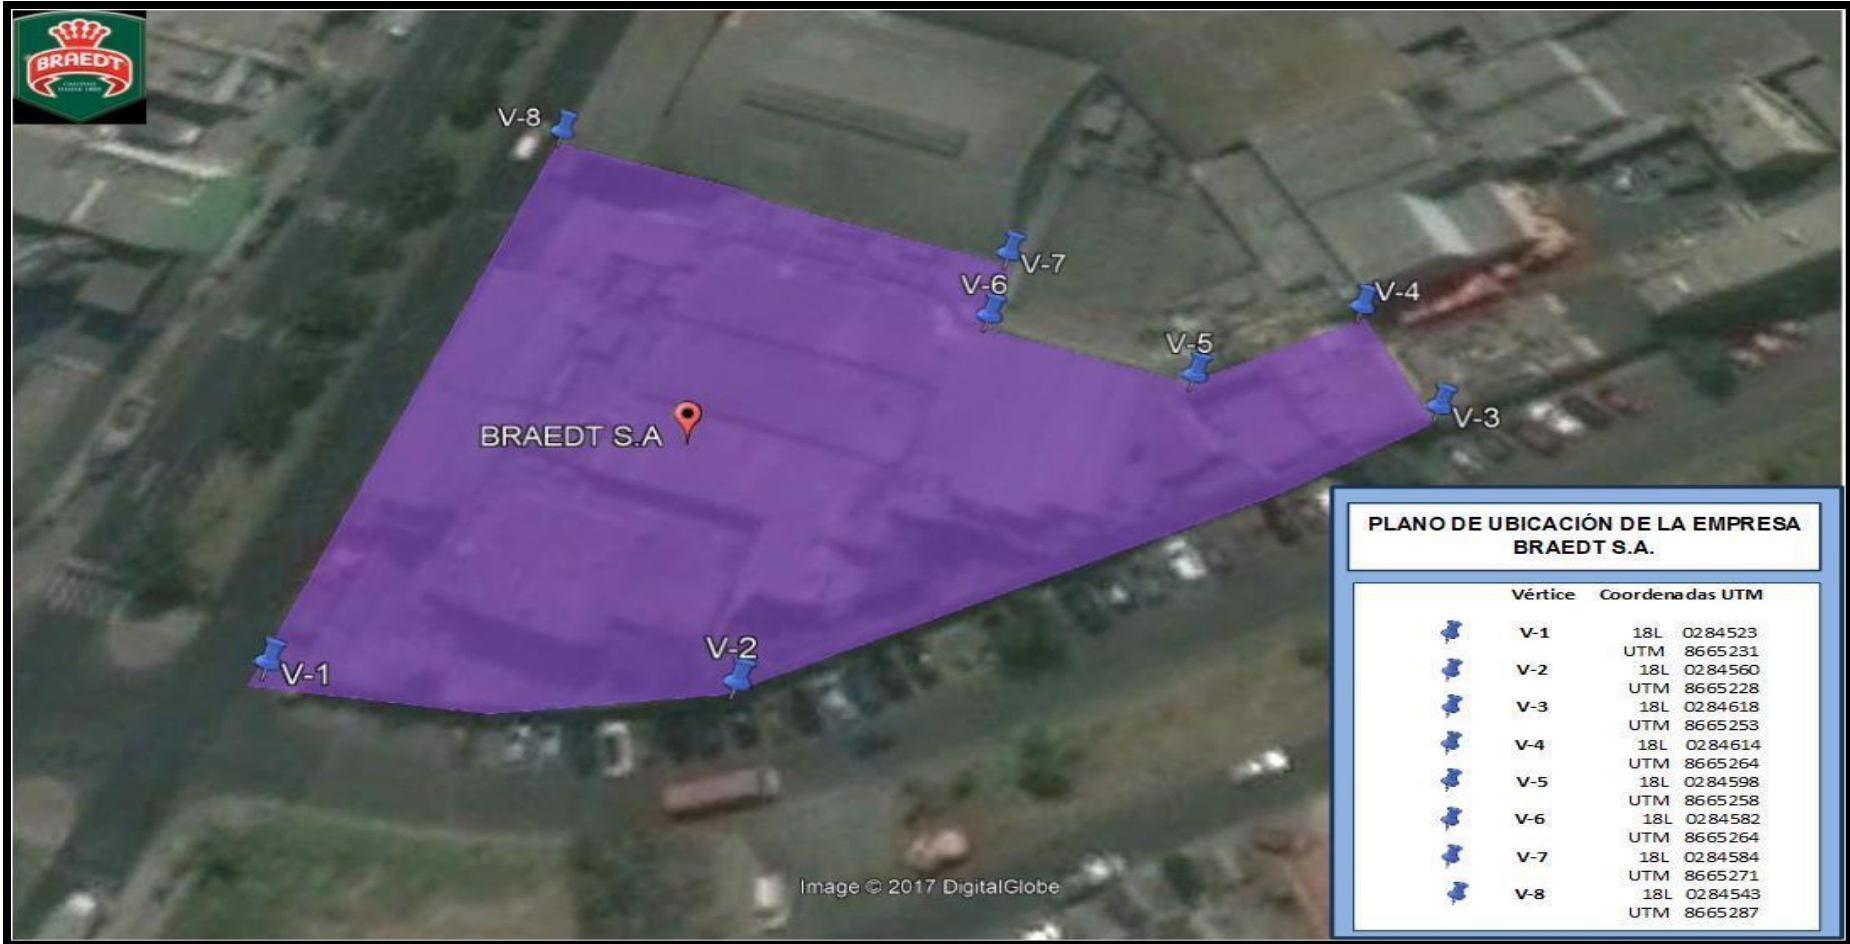 BRAEDT
V-8
V-7
V-6
V-4
V-5
V-3
BRAEDT S.A
V-2
V-1
Image © 2017 DigitalGlobe
PLANO DE UBICACIÓN DE LA EMPRESA
BRAEDT S.A.
Vértice Coordenadas UTM
V-1 18L 0284523
UTM 8665231
V-2 18L 0284560
UTM 8665228
V-3 18L 0284618
UTM 8665253
V-4 18L 0284614
UTM 8665264
V-5 18L 0284598
UTM 8665258
V-6 18L 0284582
UTM 8665264
V-7 18L 0284584
UTM 8665271
V-8 18L 0284543
UTM 8665287